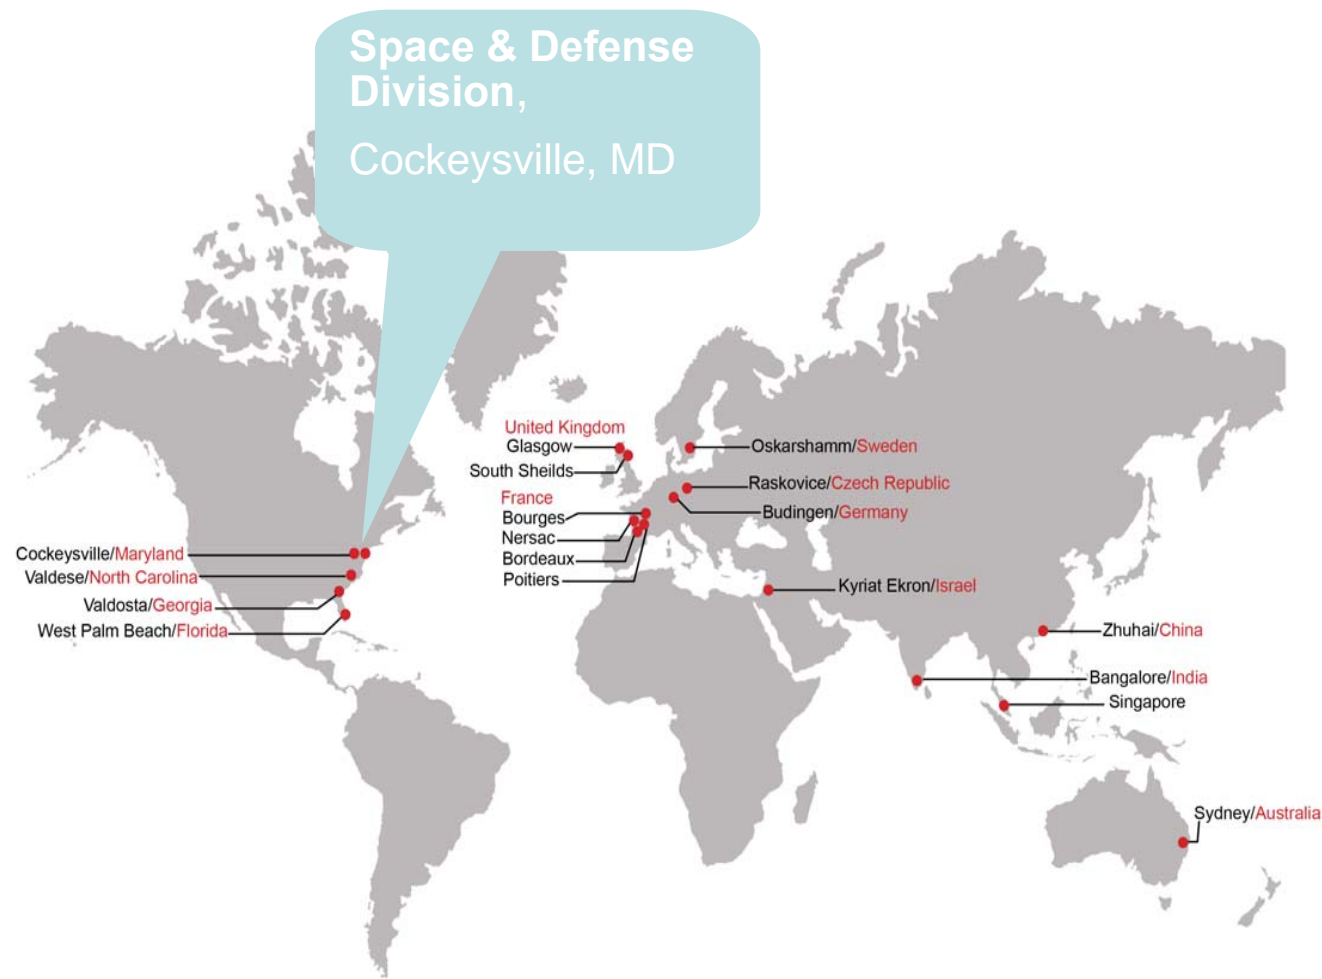 Space & Defense
Division,
Cockeysville, MD
United Kingdom
Glasgow
South Sheilds
France
Bourges
Nersac
Bordeaux
Poitiers
Oskarshamm/Sweden
Raskovice/Czech Republic
Budingen/Germany
Cockeysville/Maryland
Valdese/North Carolina
Valdosta/Georgia
West Palm Beach/Florida
Kyriat Ekron/Israel
Zhuhai/China
Bangalore/India
Singapore
Sydney/Australia